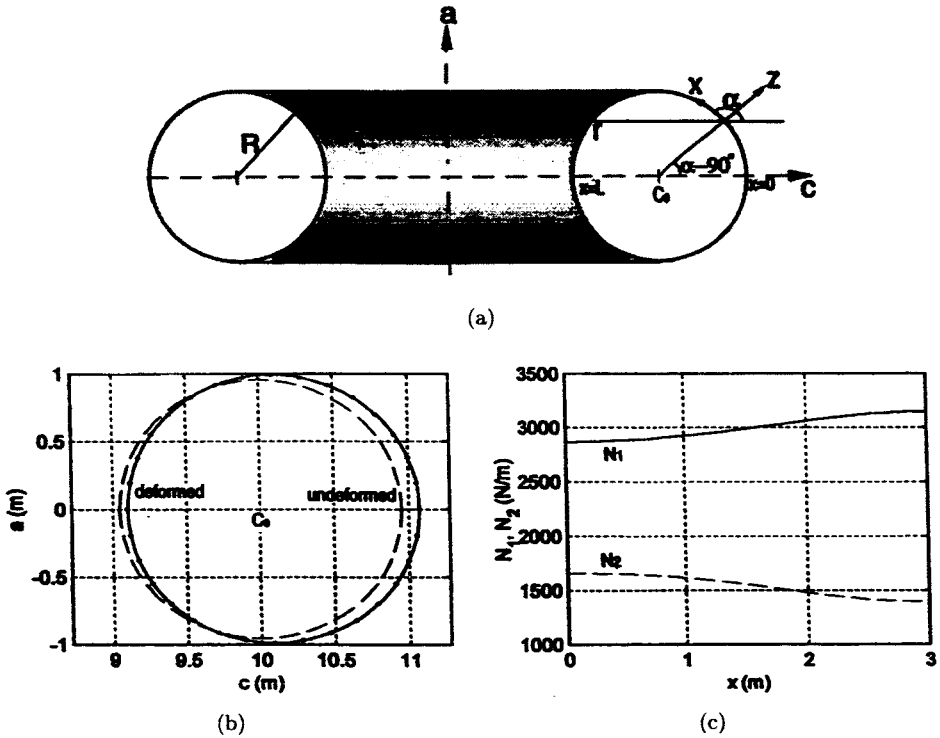 a
R
x
z
α
r
α-90°
x=L
C₀
x=0
c
(a)
1
0.5
0
-0.5
-1
a (m)
deformed
undeformed
C₀
9
9.5
10
10.5
11
c (m)
(b)
3500
3000
2500
2000
1500
1000
N₁, N₂ (N/m)
N₁
N₂
0
1
2
3
x (m)
(c)